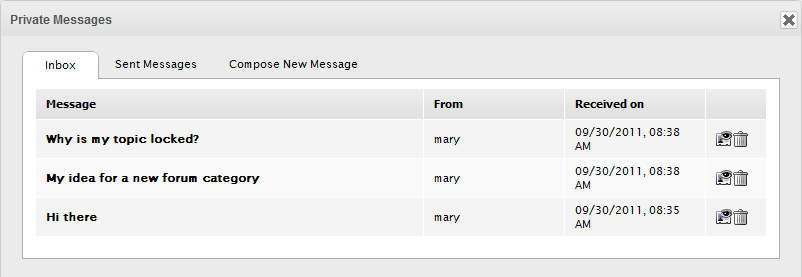 Private Messages
Inbox Sent Messages Compose New Message
Message From Received on
Why is my topic locked? mary 09/30/2011, 08:38
AM
My idea for a new forum category mary 09/30/2011, 08:38
AM
Hi there mary 09/30/2011, 08:35
AM